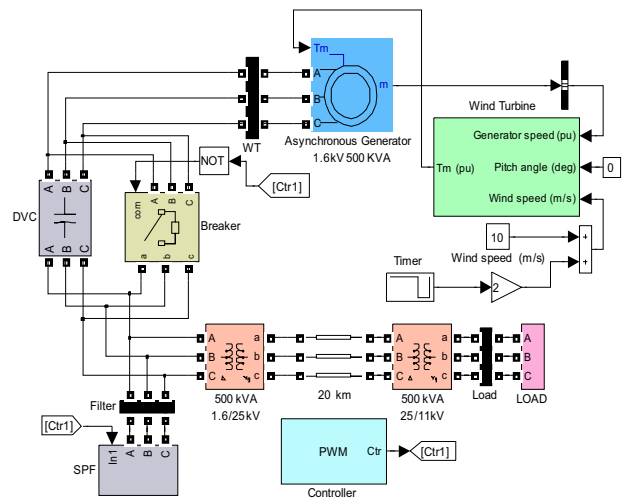 Tm
A
B
C
m
WT
Asynchronous Generator
1.6kV 500 KVA
Wind Turbine
Generator speed (pu)
Tm (pu)
Pitch angle (deg)
Wind speed (m/s)
0
NOT
[Ctr1]
A B C
DVC
A B C
com A B C
a b c
Breaker
10
Wind speed (m/s)
+
+
Timer
2
A a
B b
C c
500 kVA
1.6/25kV
20 km
A a
B b
C c
500 kVA
25/11kV
Load
A
B
C
LOAD
Filter
[Ctr1]
In1 A B C
SPF
PWM Ctr
[Ctr1]
Controller